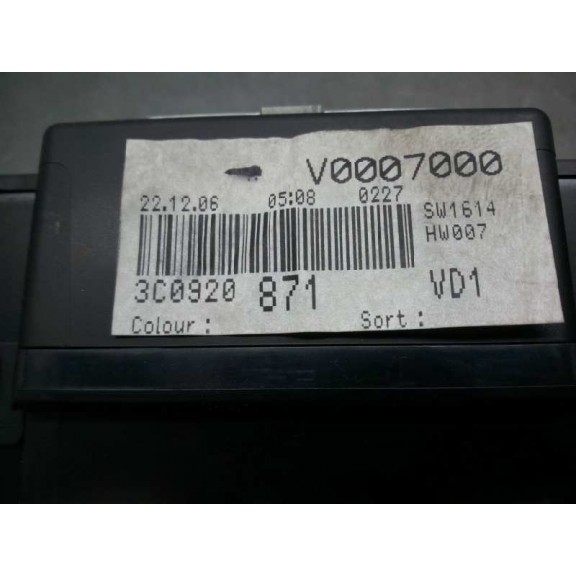 V0007000
22.12.06 05:08 0227 SW1614
HW007
3C0920 871 VD1
Colour : Sort :